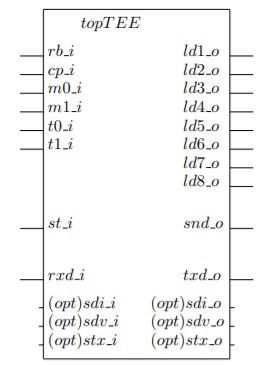 topTEE
rb_i ld1_o
cp_i ld2_o
m0_i ld3_o
m1_i ld4_o
t0_i ld5_o
t1_i ld6_o
ld7_o
ld8_o
st_i snd_o
rxd_i txd_o
(opt)sdi_i (opt)sdi_o
(opt)sdv_i (opt)sdv_o
(opt)stx_i (opt)stx_o